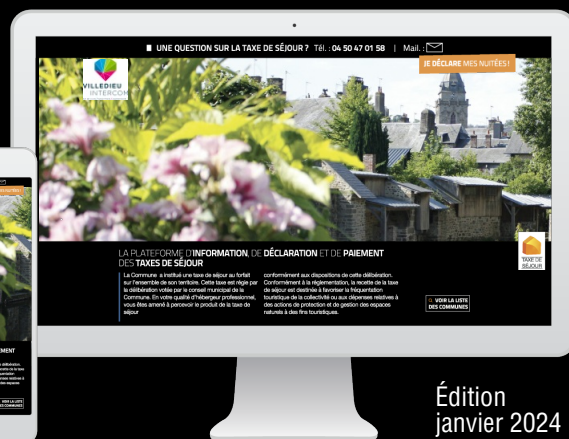 ■ UNE QUESTION SUR LA TAXE DE SÉJOUR ? Tél. : 04 50 47 01 58 | Mail. :
JE DÉCLARE MES NUITÉES !
VILLEDIEU
INTERCOM
LA PLATEFORME D'INFORMATION, DE DÉCLARATION ET DE PAIEMENT
DES TAXES DE SÉJOUR
La Commune a institué une taxe de séjour au forfait
sur l'ensemble de son territoire. Cette taxe est régie par
la délibération votée par le conseil municipal de la
Commune. En votre qualité d'hébergeur professionnel,
vous êtes amené à percevoir le produit de la taxe de
séjour
conformément aux dispositions de cette délibération.
Conformément à la réglementation, la recette de la taxe
de séjour est destinée à favoriser la fréquentation
touristique de la collectivité ou aux dépenses relatives à
des actions de protection et de gestion des espaces
naturels à des fins touristiques.
TAXE DE
SÉJOUR
VOIR LA LISTE
DES COMMUNES
EMENT
VOIR LA LISTE
DES COMMUNES
Édition
janvier 2024